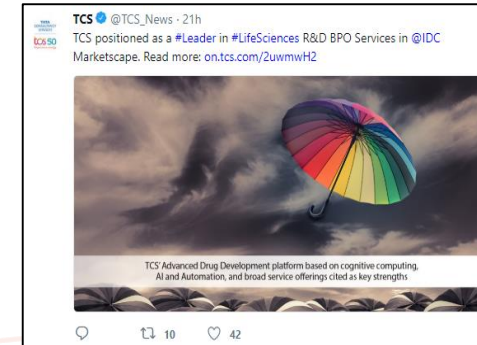 TCS @TCS_News · 21h
TCS positioned as a #Leader in #LifeSciences R&D BPO Services in @IDC
Marketscape. Read more: on.tcs.com/2uwmwH2
TCS' Advanced Drug Development platform based on cognitive computing,
AI and Automation, and broad service offerings cited as key strengths
10 42